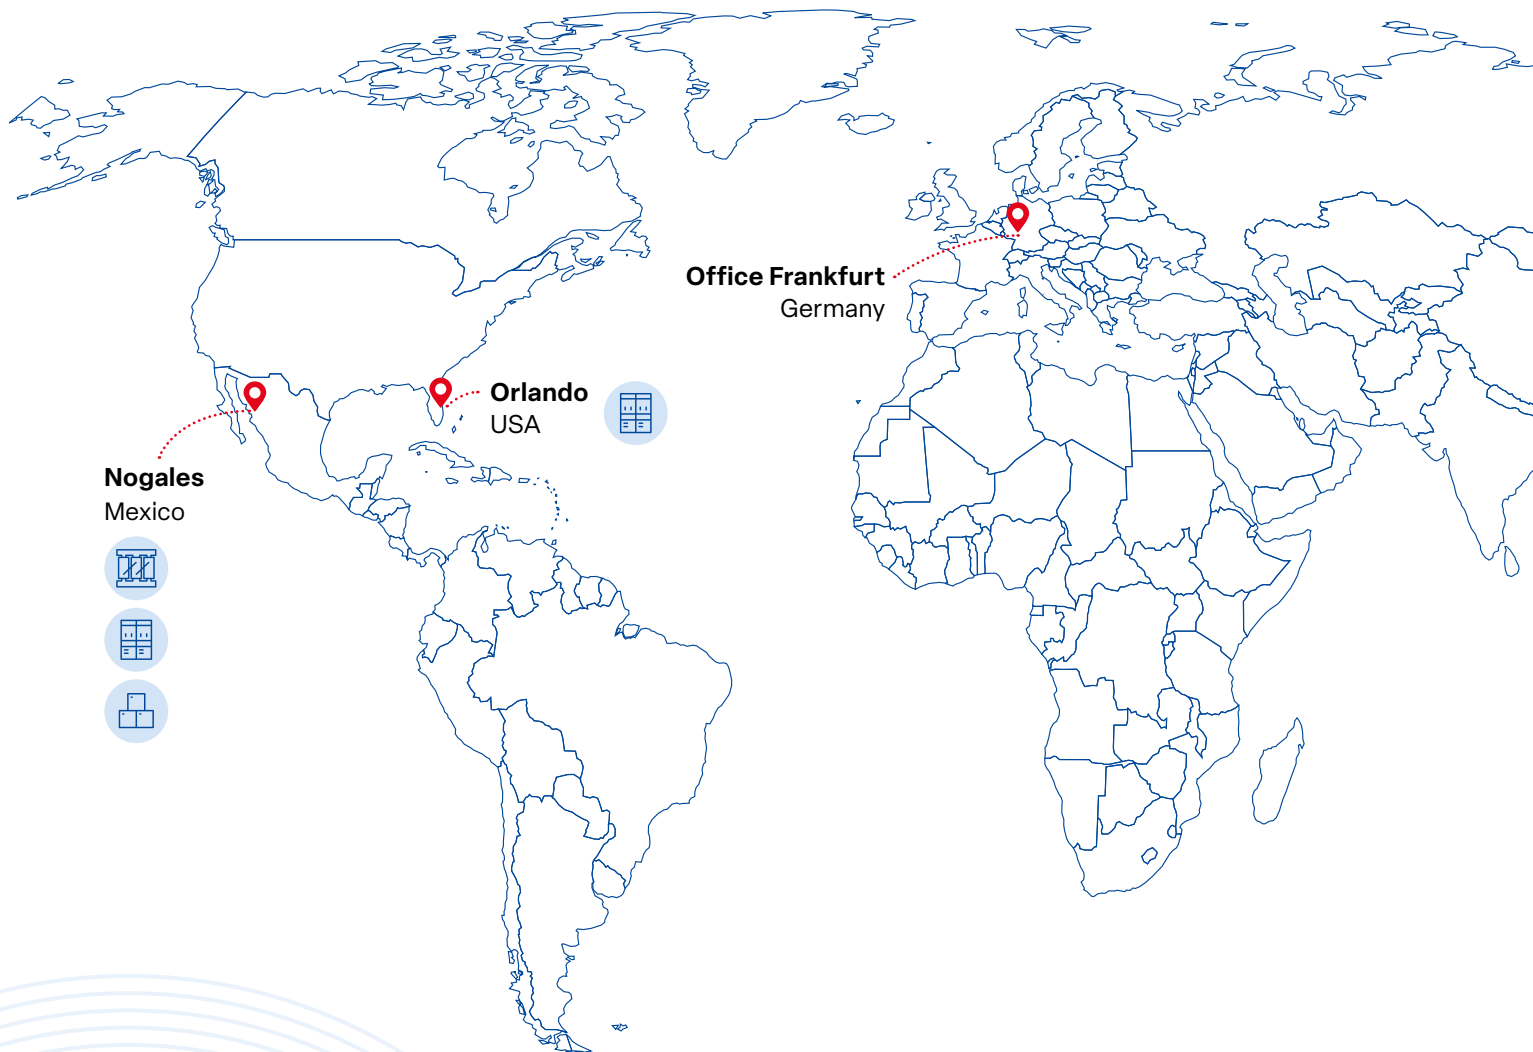 Office Frankfurt
Germany
Orlando
USA
Nogales
Mexico